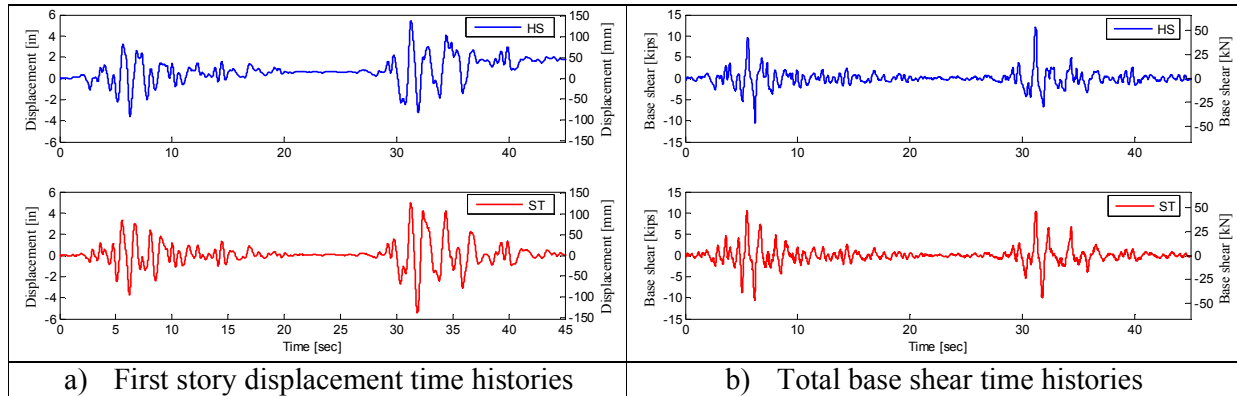 HS
Displacement [in]
6
4
2
0
-2
-4
-6
150
100
50
0
-50
-100
-150
Displacement [mm]
0 10 20 25 30 40
ST
Displacement [in]
6
4
2
0
-2
-4
-6
150
100
50
0
-50
-100
-150
Displacement [mm]
0 5 10 15 20 25 30 35 40 45
Time [sec]
a) First story displacement time histories
HS
Base shear [kips]
15
10
5
0
-5
-10
-15
50
25
0
-25
-50
Base shear [kN]
0 10 20 30 40
ST
Base shear [kips]
15
10
5
0
-5
-10
-15
50
25
0
-25
-50
Base shear [kN]
0 10 20 30 40
Time [sec]
b) Total base shear time histories